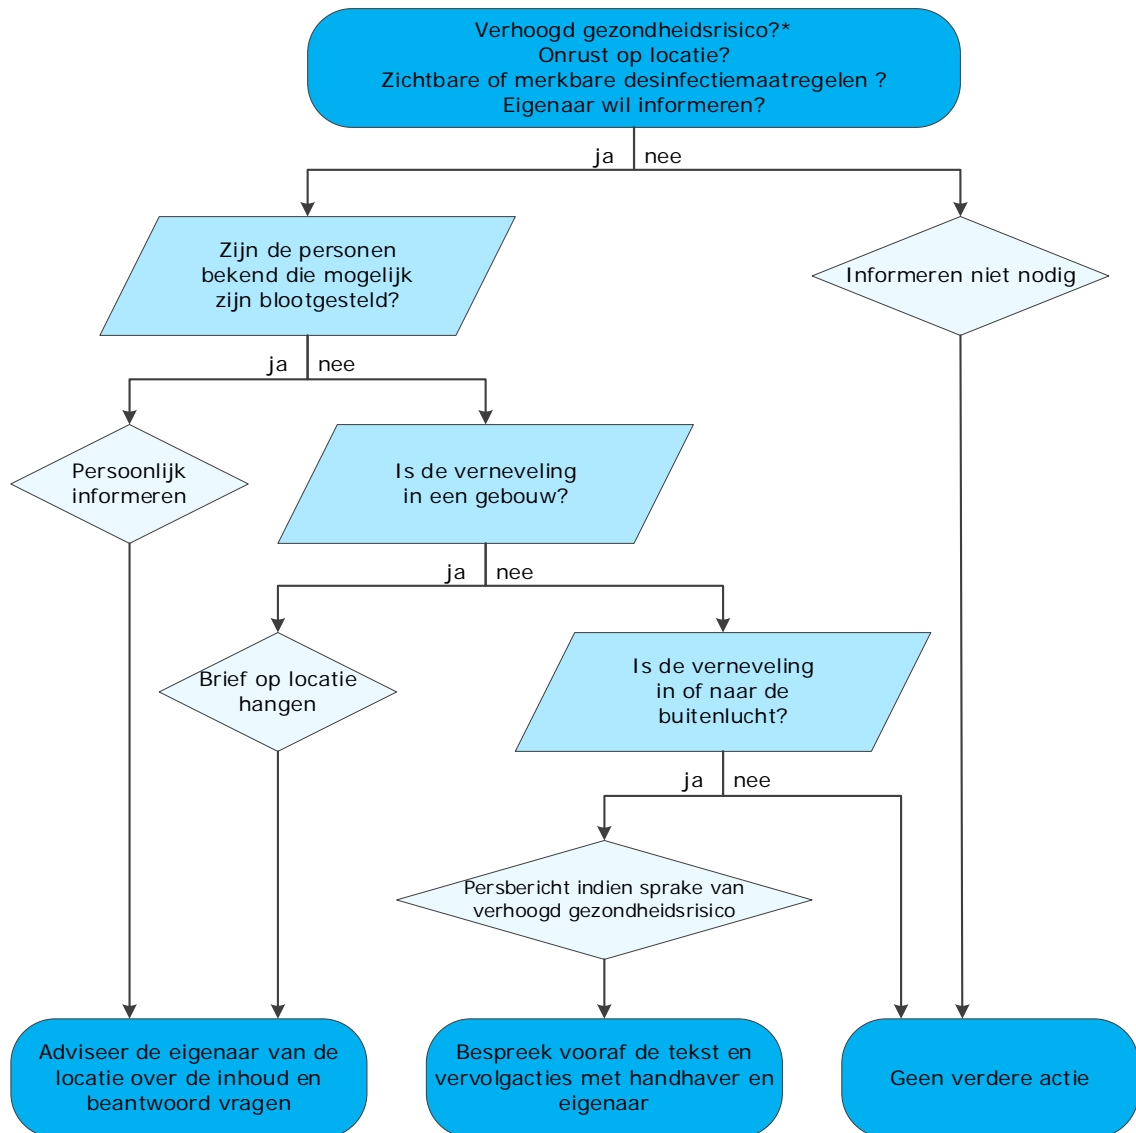 Verhoogd gezondheidsrisico?*
Onrust op locatie?
Zichtbare of merkbare desinfectiemaatregelen ?
Eigenaar wil informeren?
ja nee
Zijn de personen
bekend die mogelijk
zijn blootgesteld?
Informeren niet nodig
ja nee
Persoonlijk
informeren
Is de verneveling
in een gebouw?
ja nee
Brief op locatie
hangen
Is de verneveling
in of naar de
buitenlucht?
ja nee
Persbericht indien sprake van
verhoogd gezondheidsrisico
Adviseer de eigenaar van de
locatie over de inhoud en
beantwoord vragen
Bespreek vooraf de tekst en
vervolgacties met handhaver en
eigenaar
Geen verdere actie